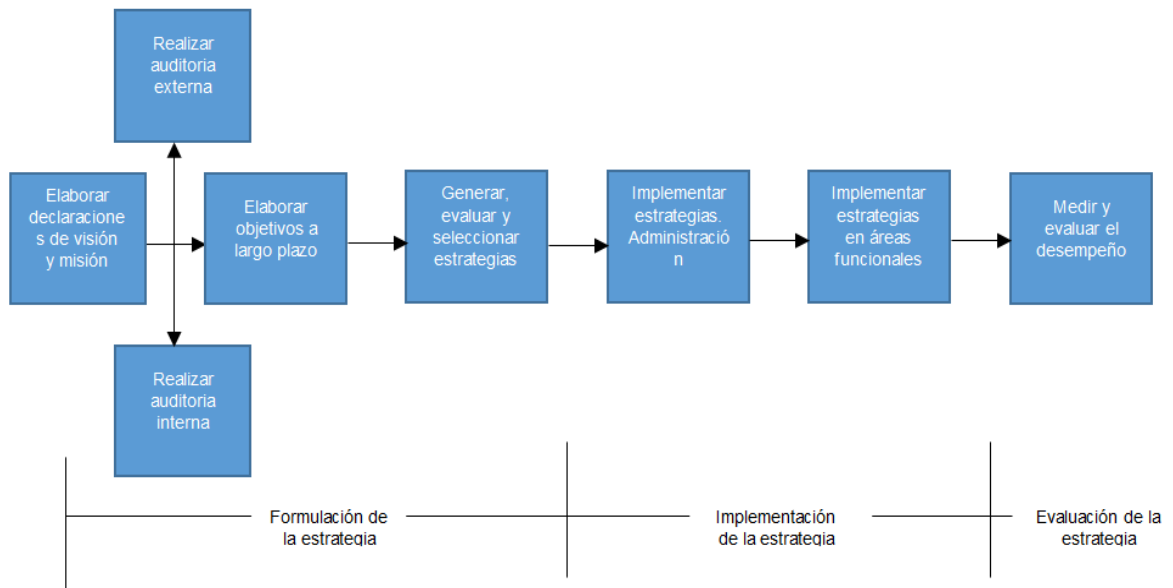 Realizar
auditoria
externa
Elaborar
declaracione
s de visión
y misión
Elaborar
objetivos a
largo plazo
Generar,
evaluar y
seleccionar
estrategias
Implementar
estrategias.
Administració
n
Implementar
estrategias
en áreas
funcionales
Medir y
evaluar el
desempeño
Realizar
auditoria
interna
Formulación de
la estrategia
Implementación
de la estrategia
Evaluación de la
estrategia